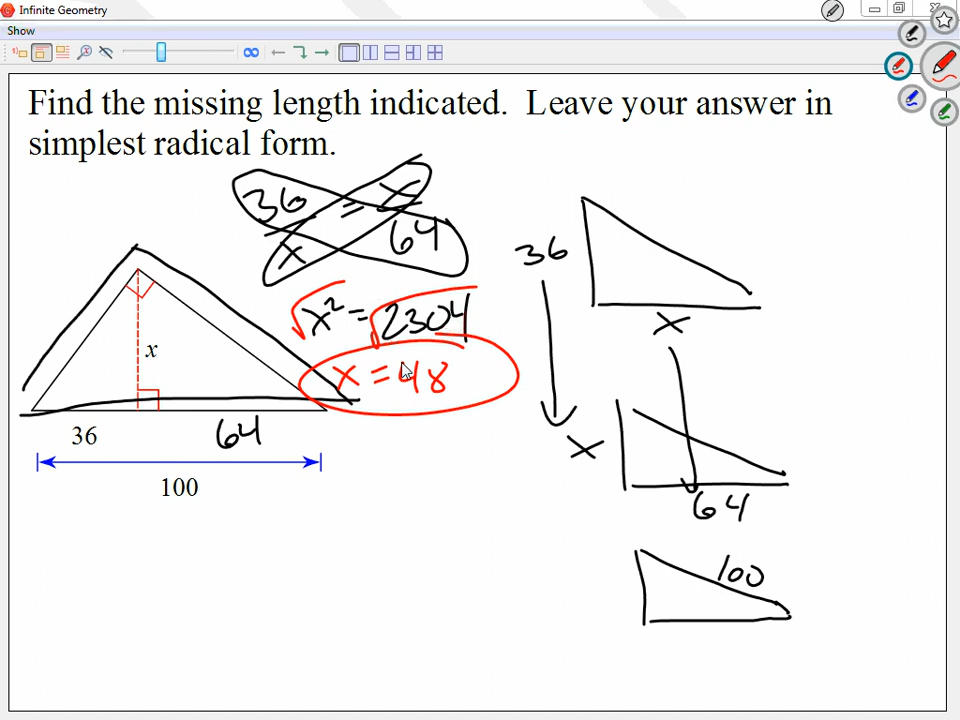 Infinite Geometry
Show
Find the missing length indicated. Leave your answer in
simplest radical form.
36 = x
x 64
√x² = √2304
x = 48
x
36
64
100
36
x
x
64
100